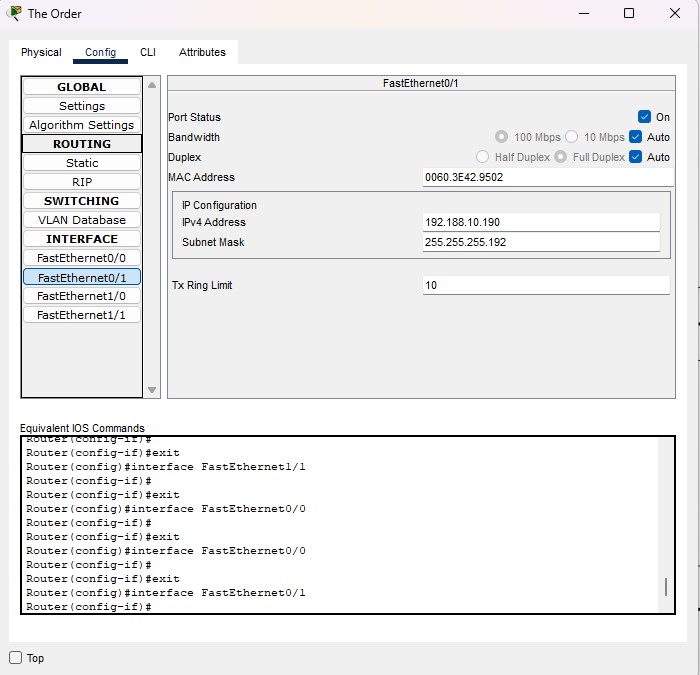 The Order
Physical Config CLI Attributes
GLOBAL
Settings
Algorithm Settings
ROUTING
Static
RIP
SWITCHING
VLAN Database
INTERFACE
FastEthernet0/0
FastEthernet0/1
FastEthernet1/0
FastEthernet1/1
FastEthernet0/1
Port Status On
Bandwidth 100 Mbps 10 Mbps Auto
Duplex Half Duplex Full Duplex Auto
MAC Address 0060.3E42.9502
IP Configuration
IPv4 Address 192.188.10.190
Subnet Mask 255.255.255.192
Tx Ring Limit 10
Equivalent IOS Commands
Router(config-if)#
Router(config-if)#exit
Router(config)#interface FastEthernet1/1
Router(config-if)#
Router(config-if)#exit
Router(config)#interface FastEthernet0/0
Router(config-if)#
Router(config-if)#exit
Router(config)#interface FastEthernet0/0
Router(config-if)#
Router(config-if)#exit
Router(config)#interface FastEthernet0/1
Router(config-if)#
Top